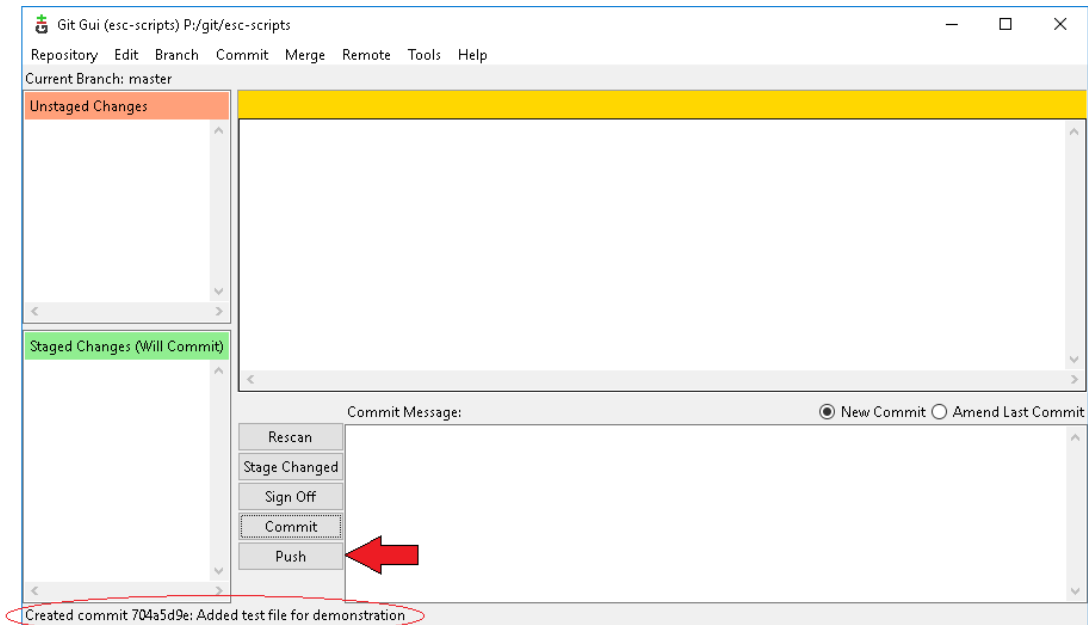 Git Gui (esc-scripts) P:/git/esc-scripts
Repository Edit Branch Commit Merge Remote Tools Help
Current Branch: master
Unstaged Changes
Staged Changes (Will Commit)
Commit Message:
New Commit Amend Last Commit
Rescan
Stage Changed
Sign Off
Commit
Push
Created commit 704a5d9e: Added test file for demonstration